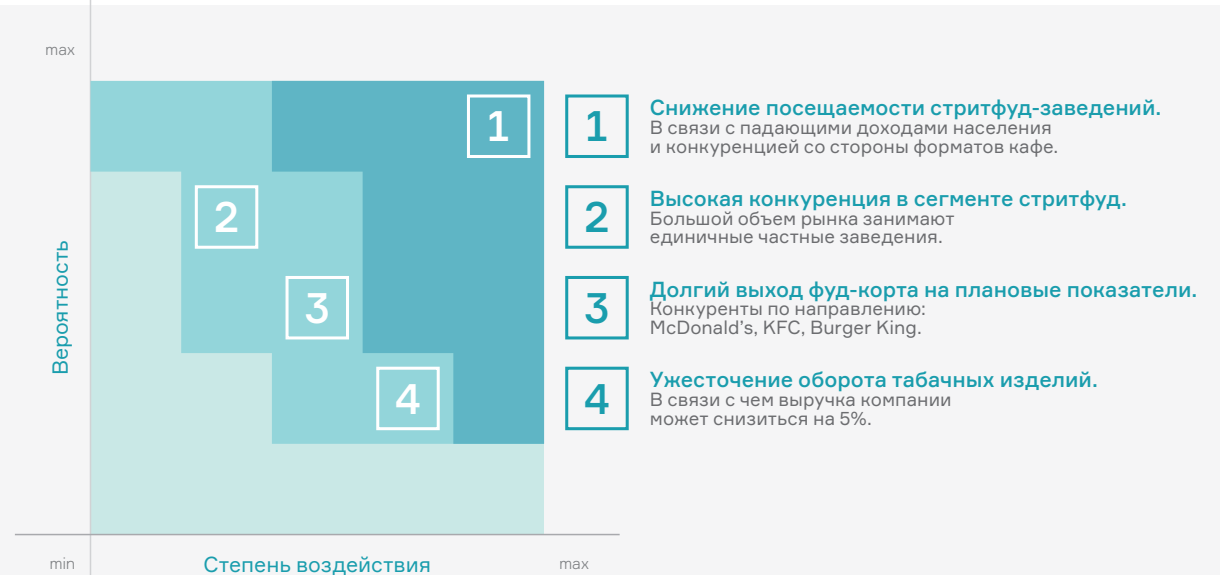 max
Вероятность
1
2
3
4
min
Степень воздействия
max
1
Снижение посещаемости стритфуд-заведений.
В связи с падающими доходами населения
и конкуренцией со стороны форматов кафе.
2
Высокая конкуренция в сегменте стритфуд.
Большой объем рынка занимают
единичные частные заведения.
3
Долгий выход фуд-корта на плановые показатели.
Конкуренты по направлению:
McDonald’s, KFC, Burger King.
4
Ужесточение оборота табачных изделий.
В связи с чем выручка компании
может снизиться на 5%.